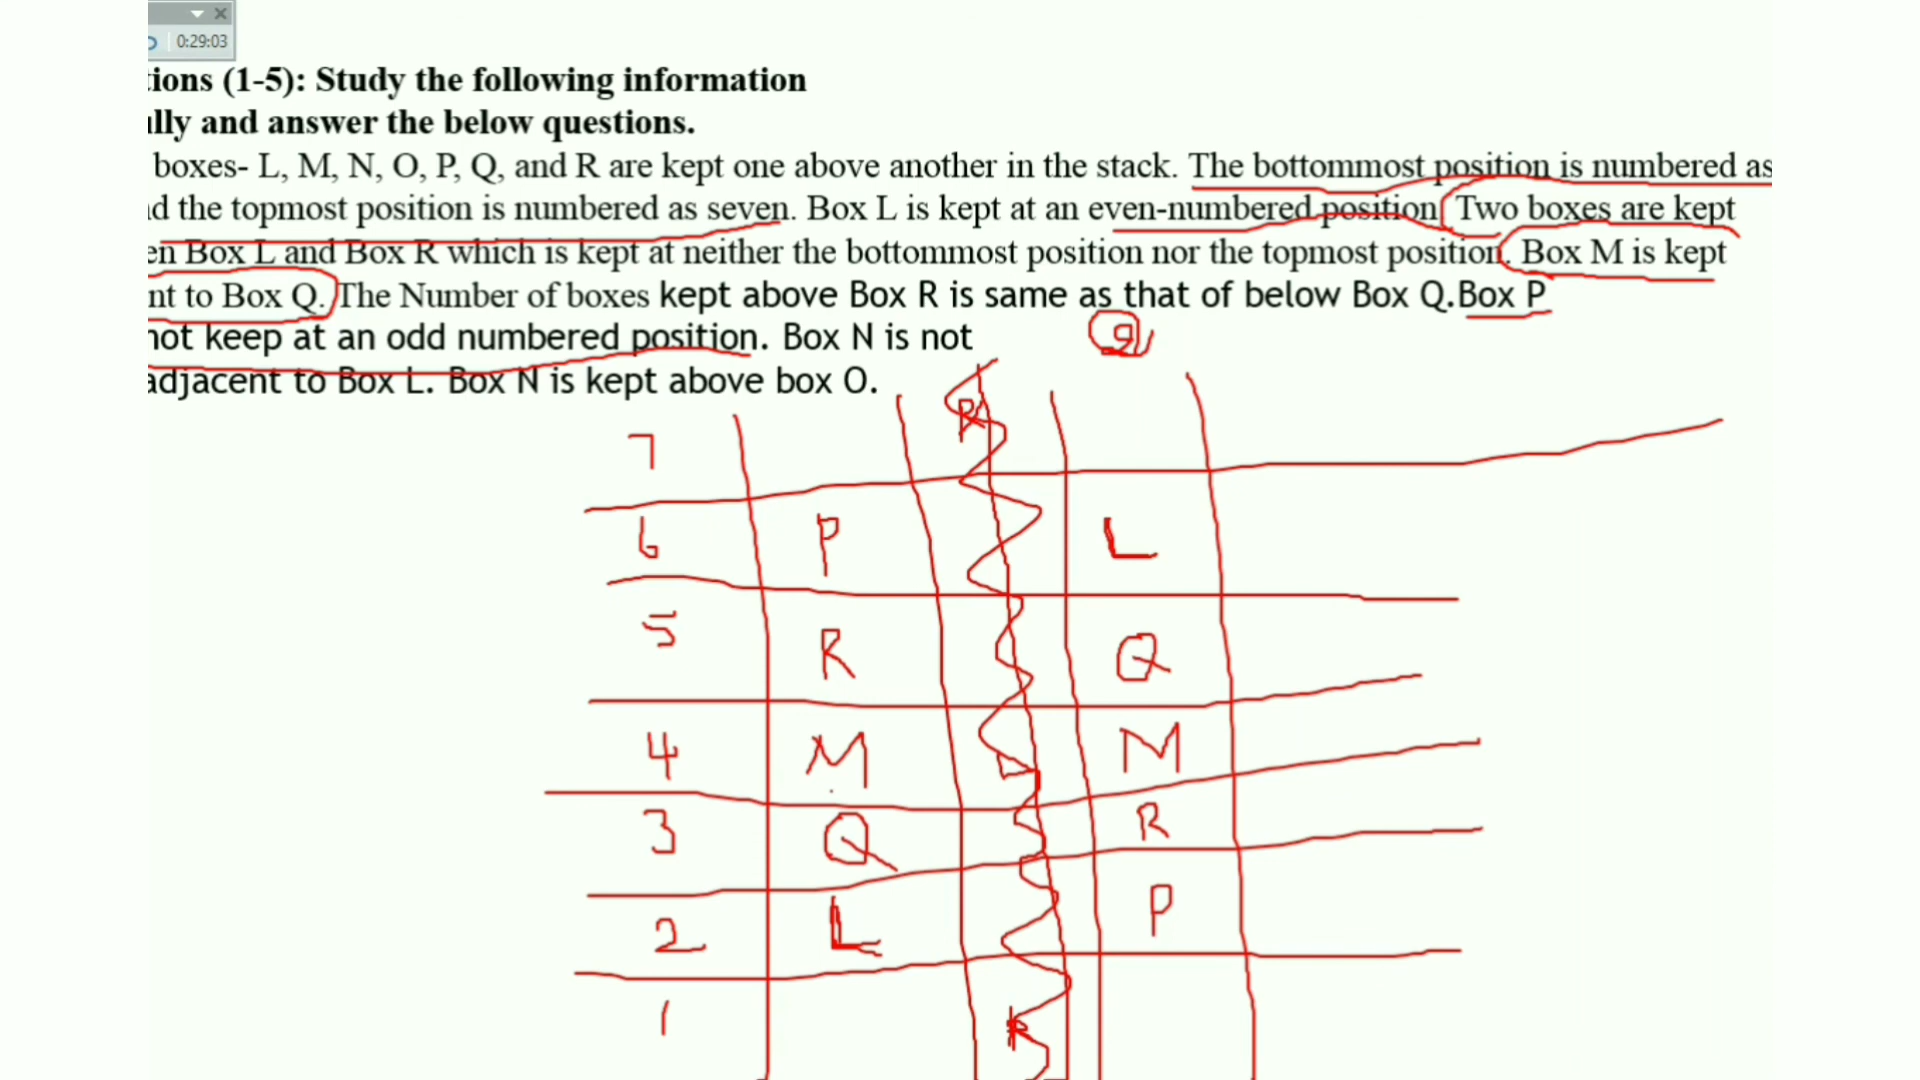 0:29:03
tions (1-5): Study the following information
ully and answer the below questions.
boxes- L, M, N, O, P, Q, and R are kept one above another in the stack. The bottommost position is numbered as
d the topmost position is numbered as seven. Box L is kept at an even-numbered position. Two boxes are kept
en Box L and Box R which is kept at neither the bottommost position nor the topmost position. Box M is kept
nt to Box Q. The Number of boxes kept above Box R is same as that of below Box Q.Box P
not keep at an odd numbered position. Box N is not
adjacent to Box L. Box N is kept above box O.
7 R
6 P L
5 R Q
4 M L M
3 Q R
2 L P
1 R